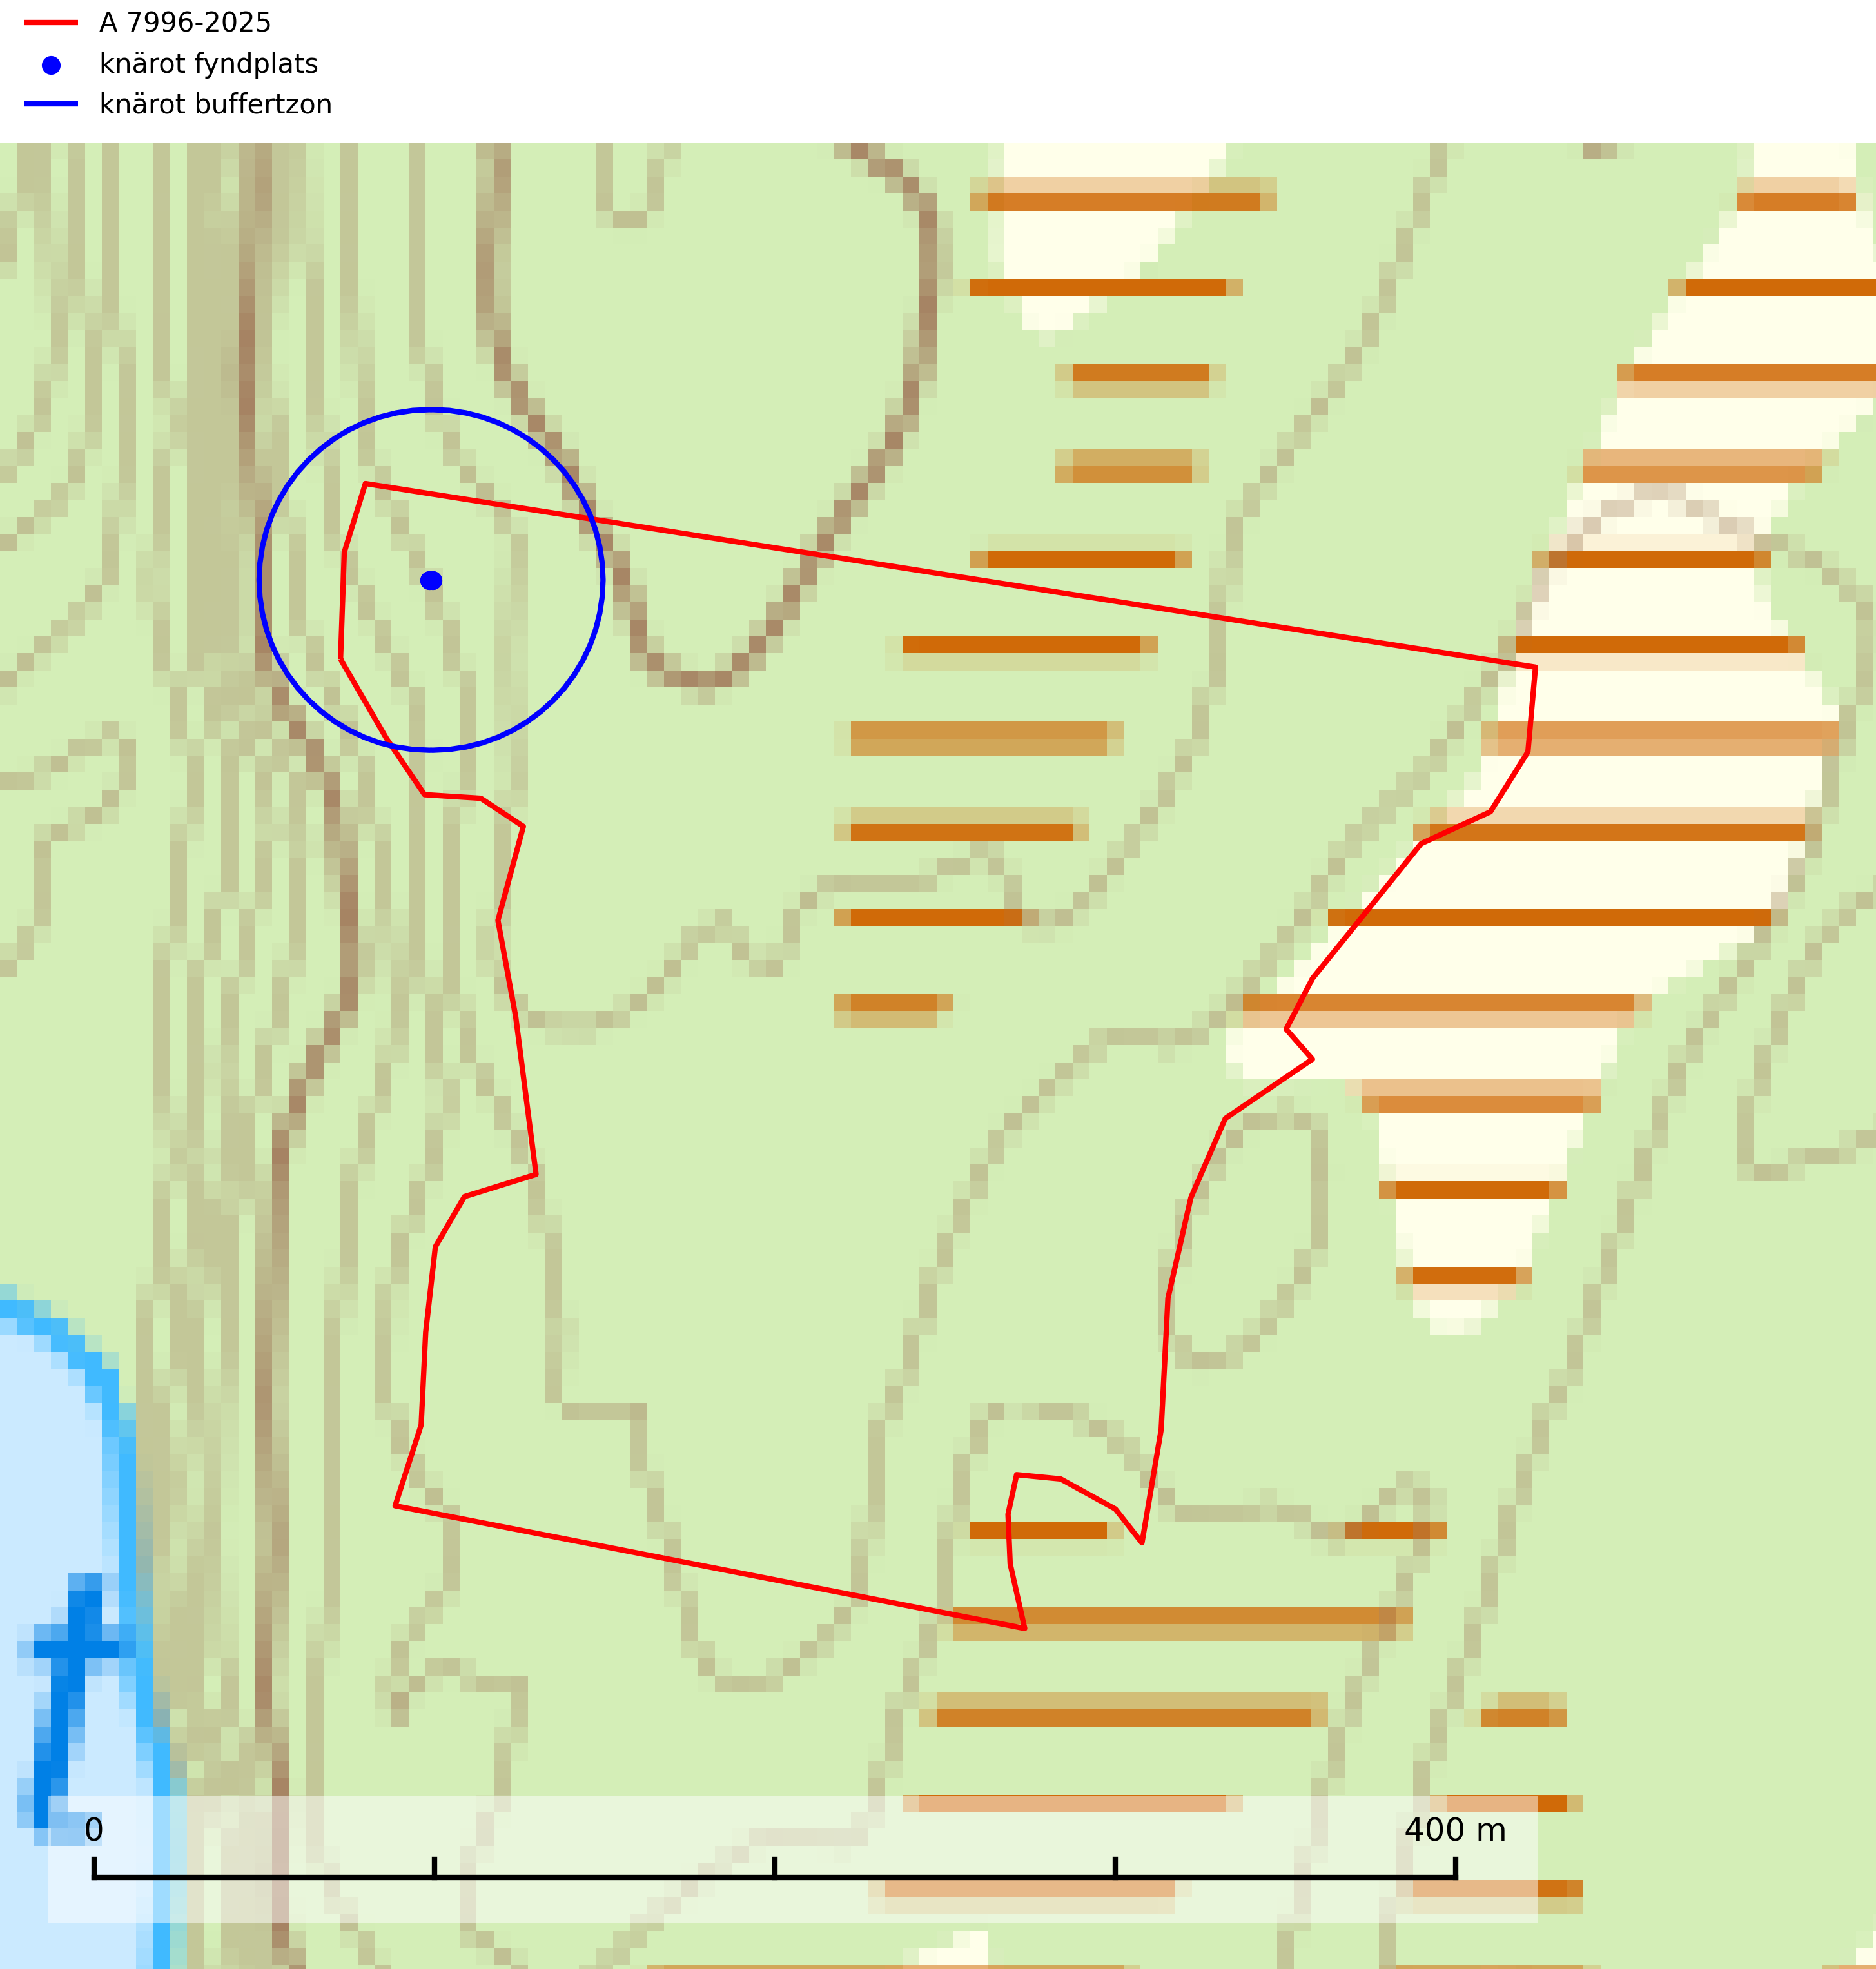 A 7996-2025
knärot fyndplats
knärot buffertzon
0
400 m